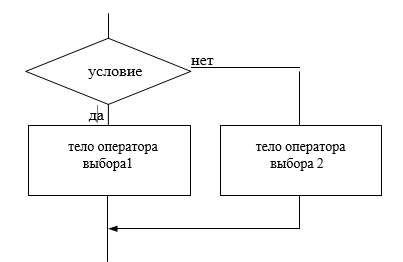 условие
нет
да
тело оператора
выбора1
тело оператора
выбора 2